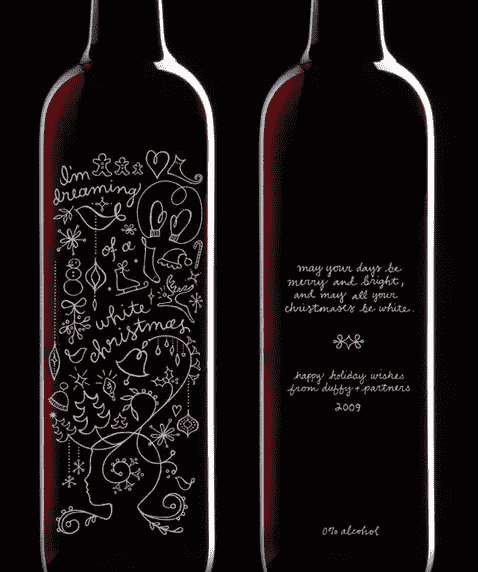 I'm
dreaming
of a
white
christmas
may your days be
merry and bright,
and may all your
christmases be white.
happy holiday wishes
from duffy + partners
2009
0% alcohol